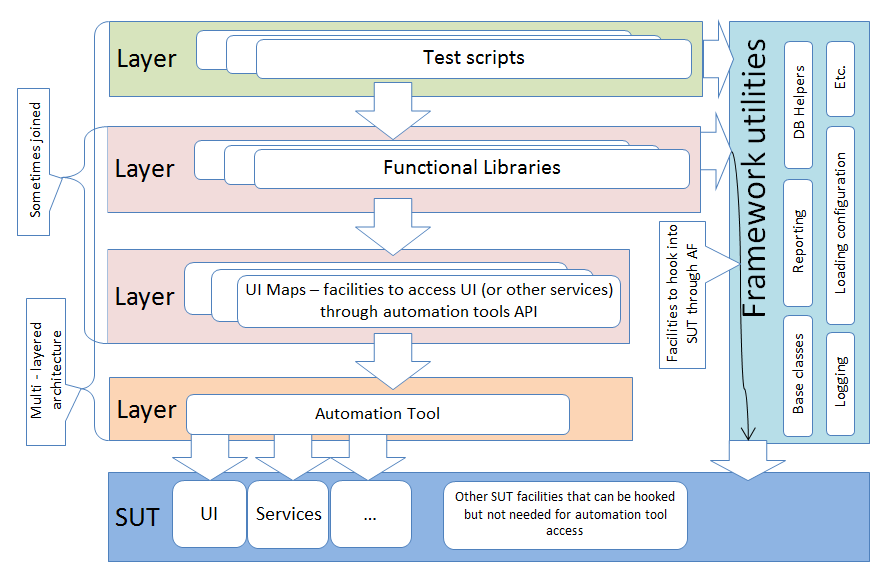 Layer
Test scripts
Layer
Functional Libraries
Layer
UI Maps – facilities to access UI (or other services)
through automation tools API
Layer
Automation Tool
SUT
UI
Services
...
Other SUT facilities that can be hooked
but not needed for automation tool
access
Sometimes joined
Multi - layered
architecture
Facilities to hook into
SUT through AF
Framework utilities
DB Helpers
Etc.
Reporting
Loading configuration
Base classes
Logging